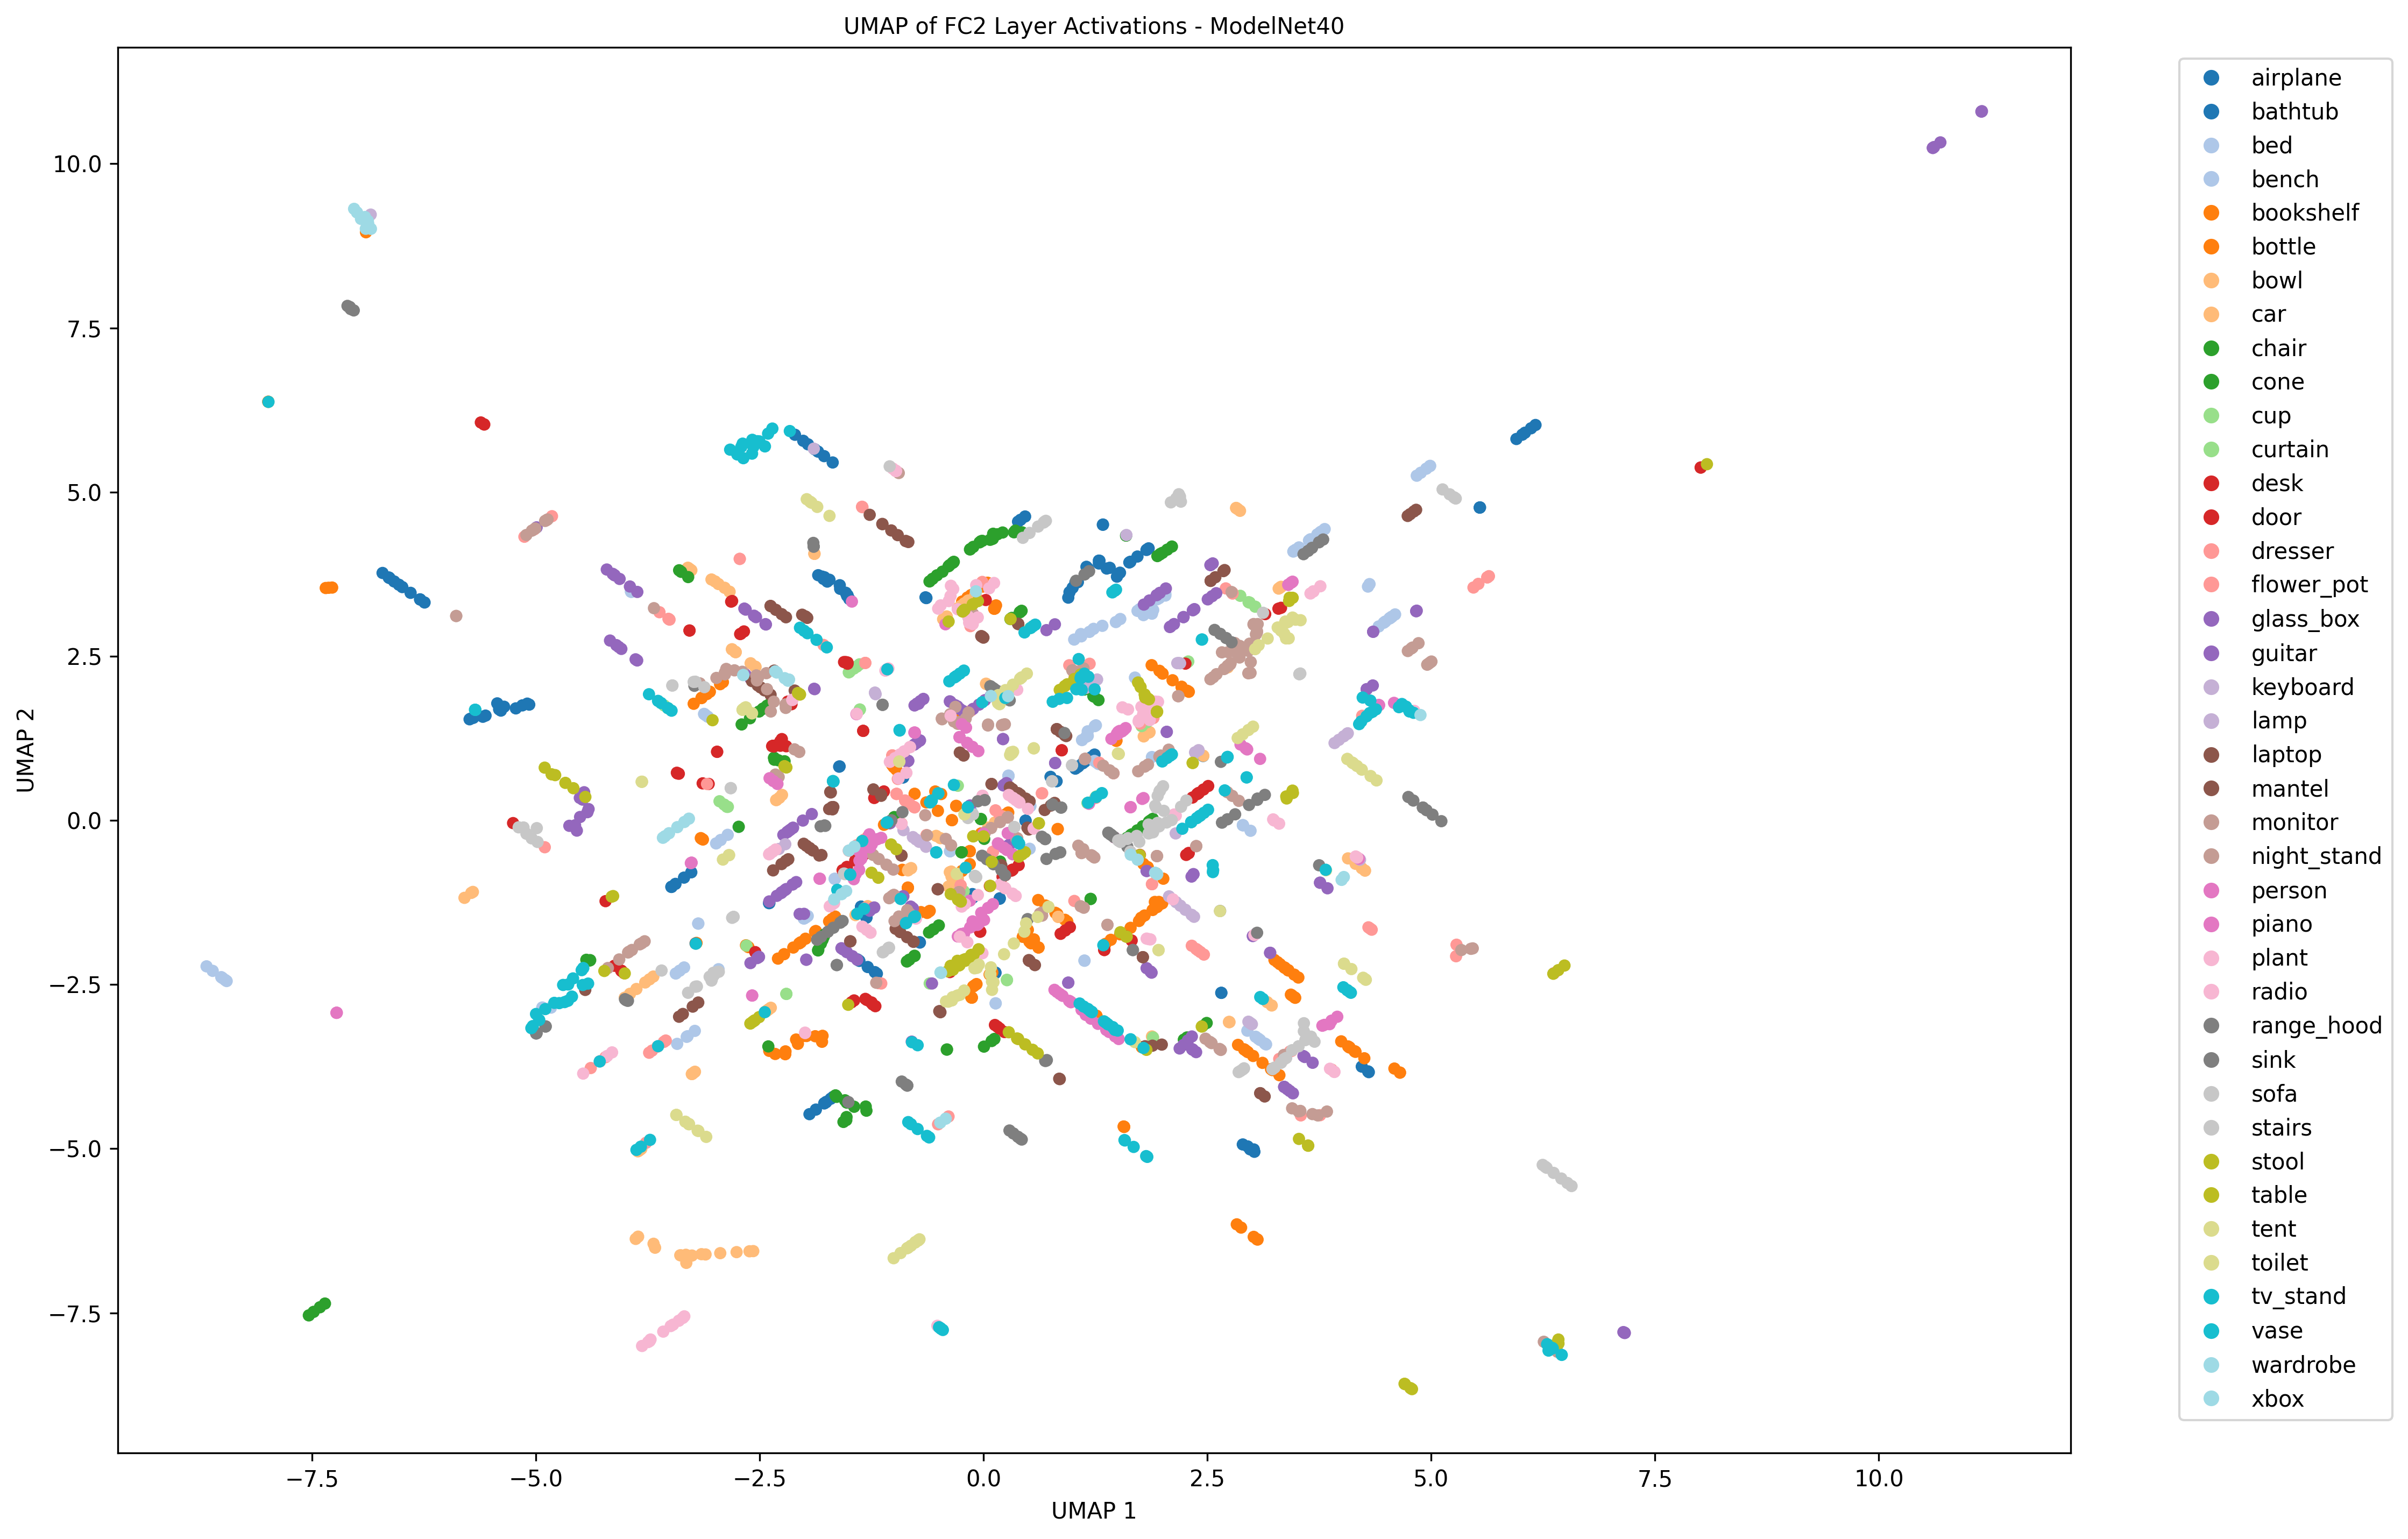 UMAP of FC2 Layer Activations - ModelNet40
UMAP 2
10.0
7.5
5.0
2.5
0.0
−2.5
−5.0
−7.5
−7.5
−5.0
−2.5
0.0
2.5
5.0
7.5
10.0
UMAP 1
airplane
bathtub
bed
bench
bookshelf
bottle
bowl
car
chair
cone
cup
curtain
desk
door
dresser
flower_pot
glass_box
guitar
keyboard
lamp
laptop
mantel
monitor
night_stand
person
piano
plant
radio
range_hood
sink
sofa
stairs
stool
table
tent
toilet
tv_stand
vase
wardrobe
xbox